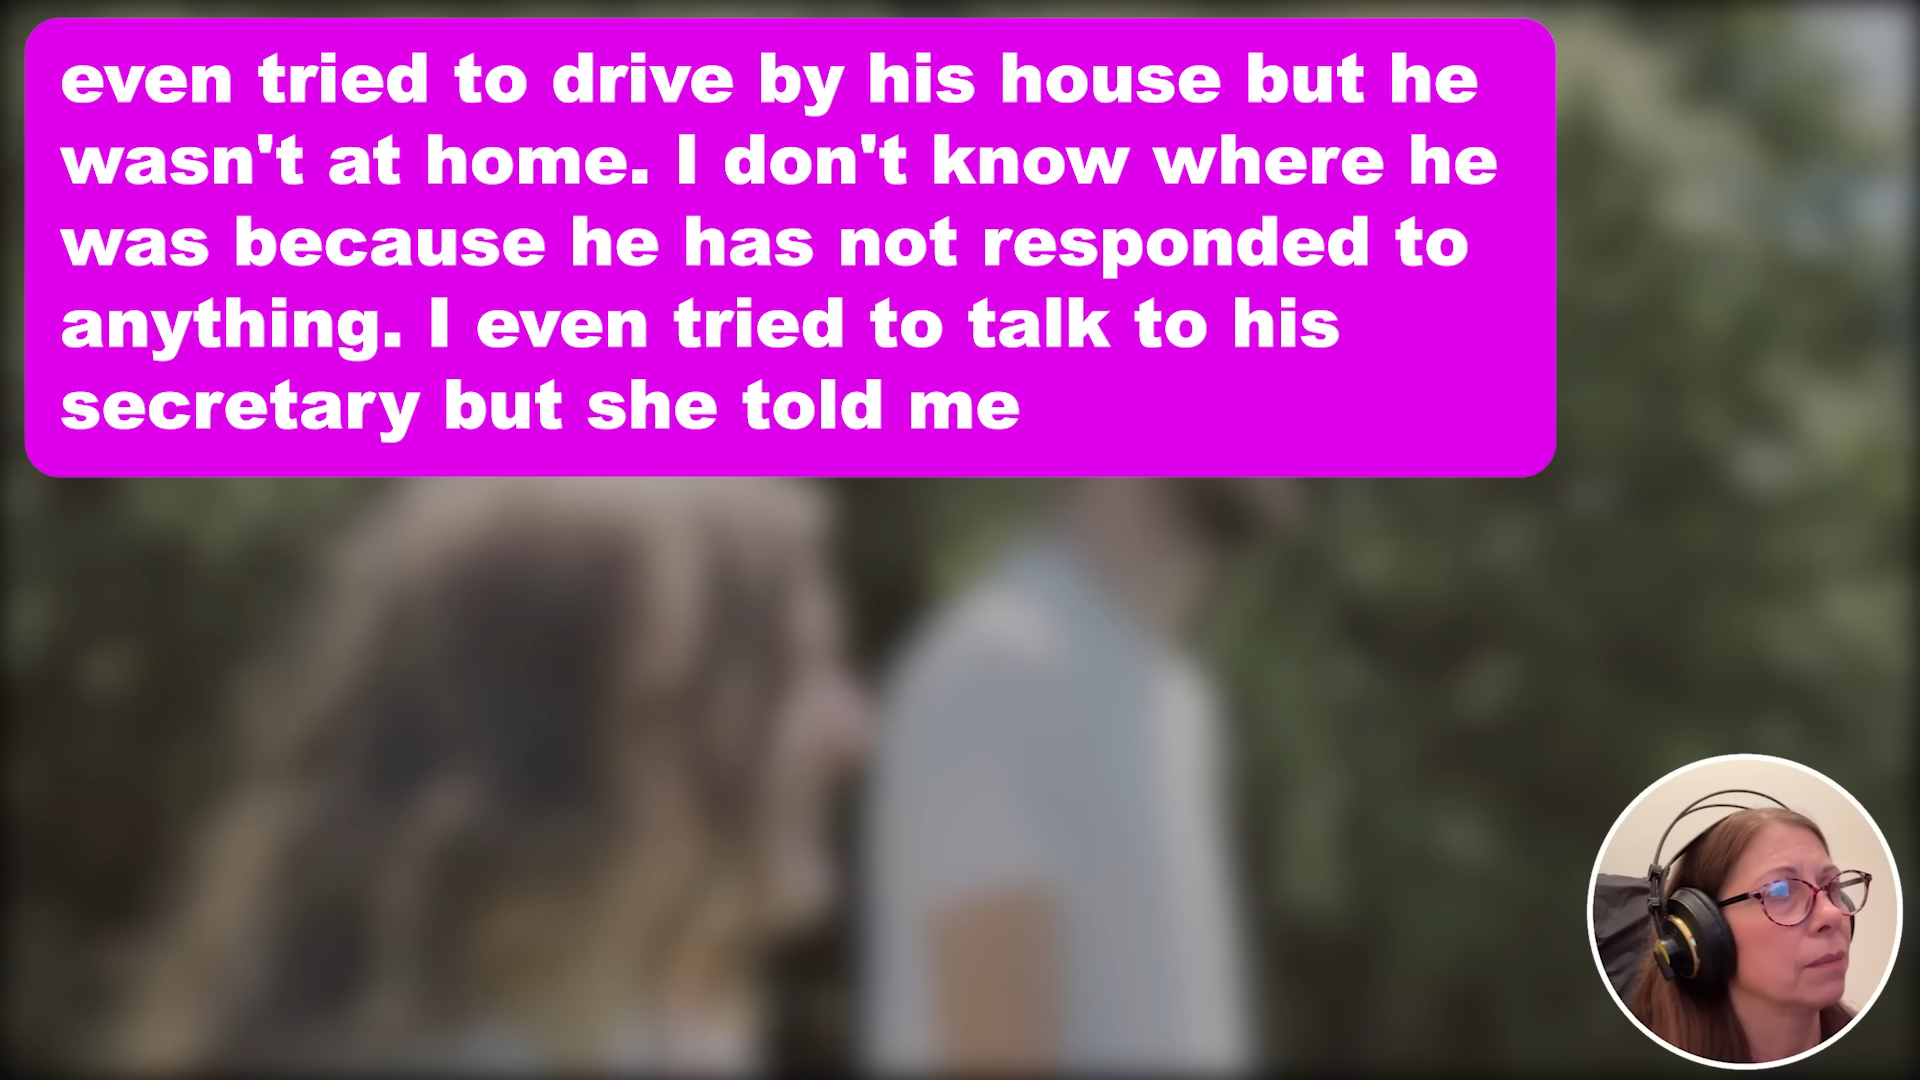 even tried to drive by his house but he
wasn't at home. I don't know where he
was because he has not responded to
anything. I even tried to talk to his
secretary but she told me